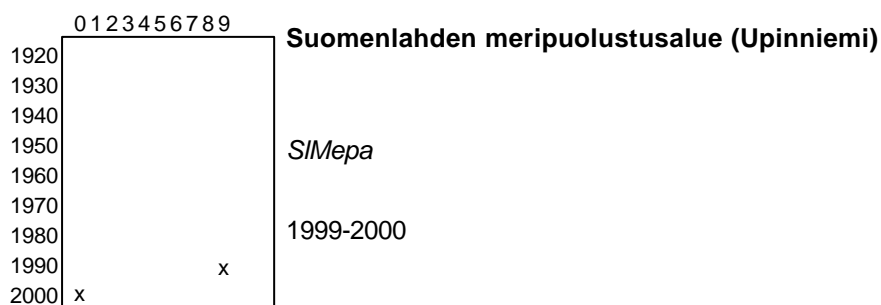 0123456789
Suomenlahden meripuolustusalue (Upinniemi)
1920
1930
1940
1950
SlMepa
1960
1970
1980
1999-2000
1990 x
2000 x